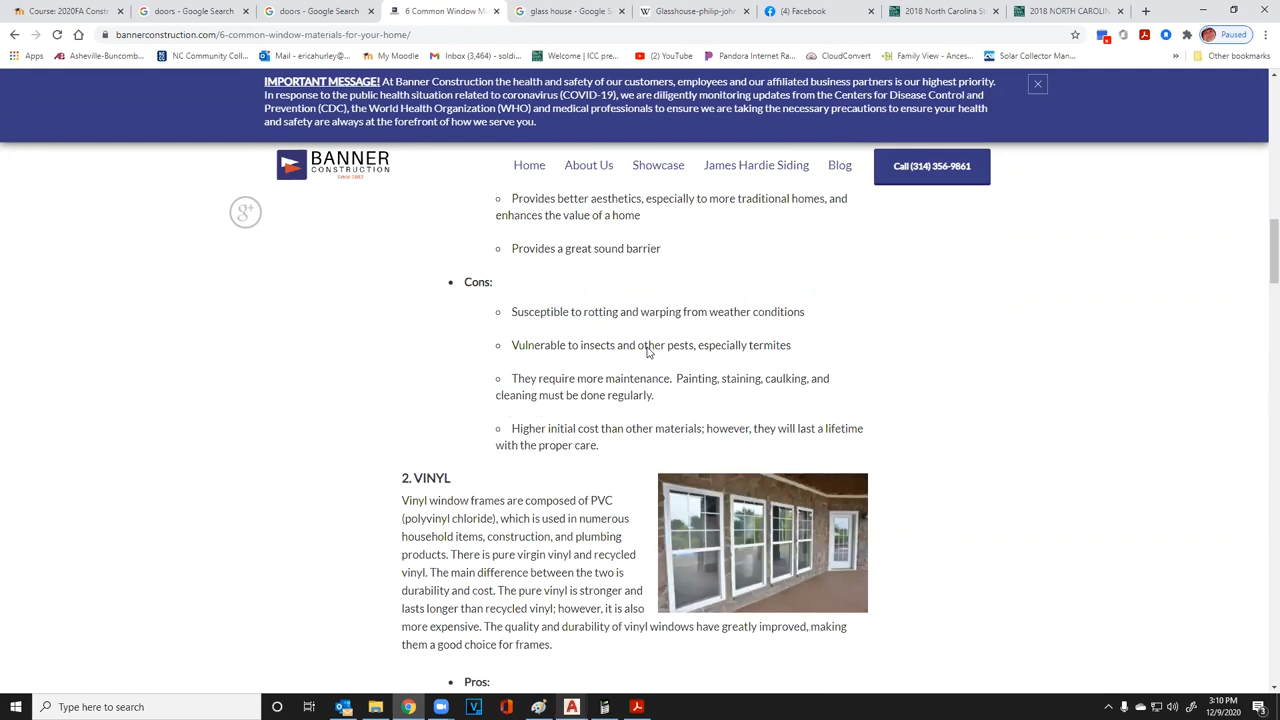 Course: 2020FA Constr
doors - Google Search
doors - Google Search
6 Common Window M
glass house - Google S
Glasshouse-philip-john
(4) Facebook
2018 North Carolina St
2018 NORTH CAROLIN
bannerconstruction.com/6-common-window-materials-for-your-home/
Paused
Apps
Asheville-Buncomb...
NC Community Coll...
Mail - ericahurley@...
My Moodle
Inbox (3,464) - soldi...
Welcome | ICC pre...
(2) YouTube
Pandora Internet Ra...
CloudConvert
Family View - Ances...
Solar Collector Man...
»
Other bookmarks
IMPORTANT MESSAGE! At Banner Construction the health and safety of our customers, employees and our affiliated business partners is our highest priority.
In response to the public health situation related to coronavirus (COVID-19), we are diligently monitoring updates from the Centers for Disease Control and
Prevention (CDC), the World Health Organization (WHO) and medical professionals to ensure we are taking the necessary precautions to ensure your health
and safety are always at the forefront of how we serve you.
BANNER
CONSTRUCTION
SINCE 1987
Home
About Us
Showcase
James Hardie Siding
Blog
Call (314) 356-9861
g+
Provides better aesthetics, especially to more traditional homes, and
enhances the value of a home
Provides a great sound barrier
Cons:
Susceptible to rotting and warping from weather conditions
Vulnerable to insects and other pests, especially termites
They require more maintenance. Painting, staining, caulking, and
cleaning must be done regularly.
Higher initial cost than other materials; however, they will last a lifetime
with the proper care.
2. VINYL
Vinyl window frames are composed of PVC
(polyvinyl chloride), which is used in numerous
household items, construction, and plumbing
products. There is pure virgin vinyl and recycled
vinyl. The main difference between the two is
durability and cost. The pure vinyl is stronger and
lasts longer than recycled vinyl; however, it is also
more expensive. The quality and durability of vinyl windows have greatly improved, making
them a good choice for frames.
Pros:
Type here to search
3:10 PM
12/9/2020